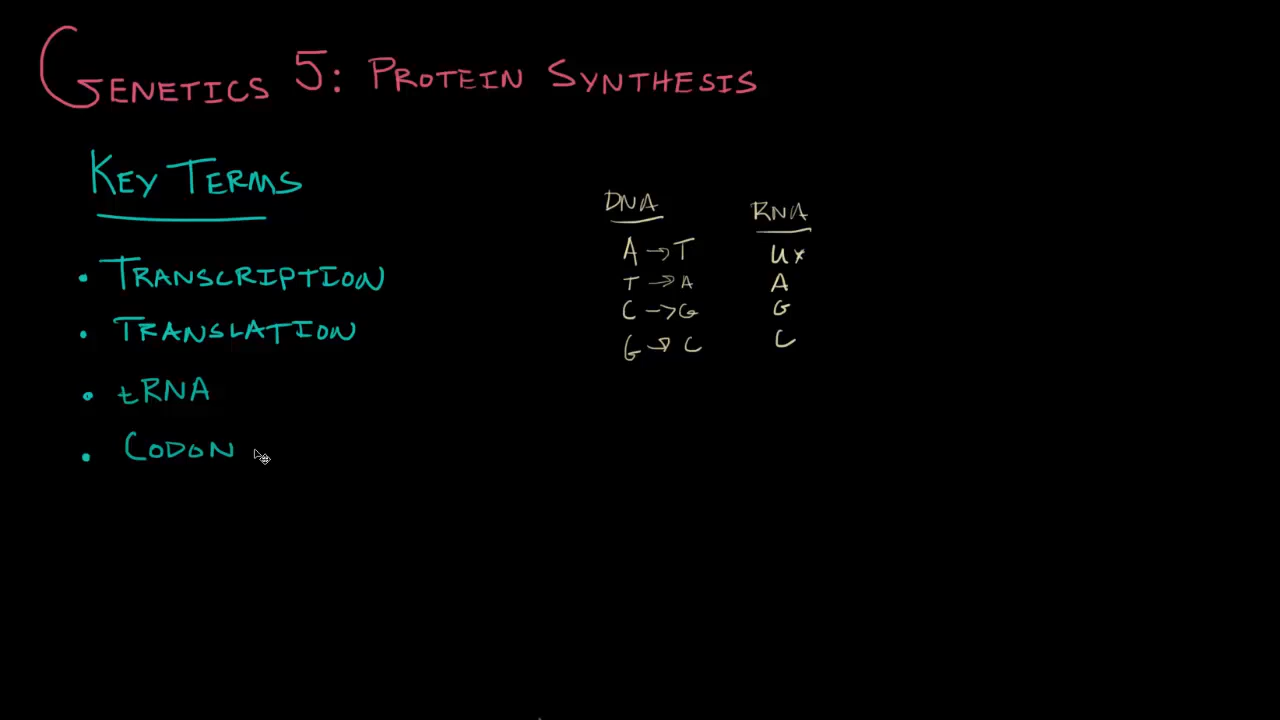 GENETICS 5: PROTEIN SYNTHESIS
KEY TERMS
• TRANSCRIPTION
• TRANSLATION
• tRNA
• CODON
DNA RNA
A → T U x
T → A A
C → G G
G → C C